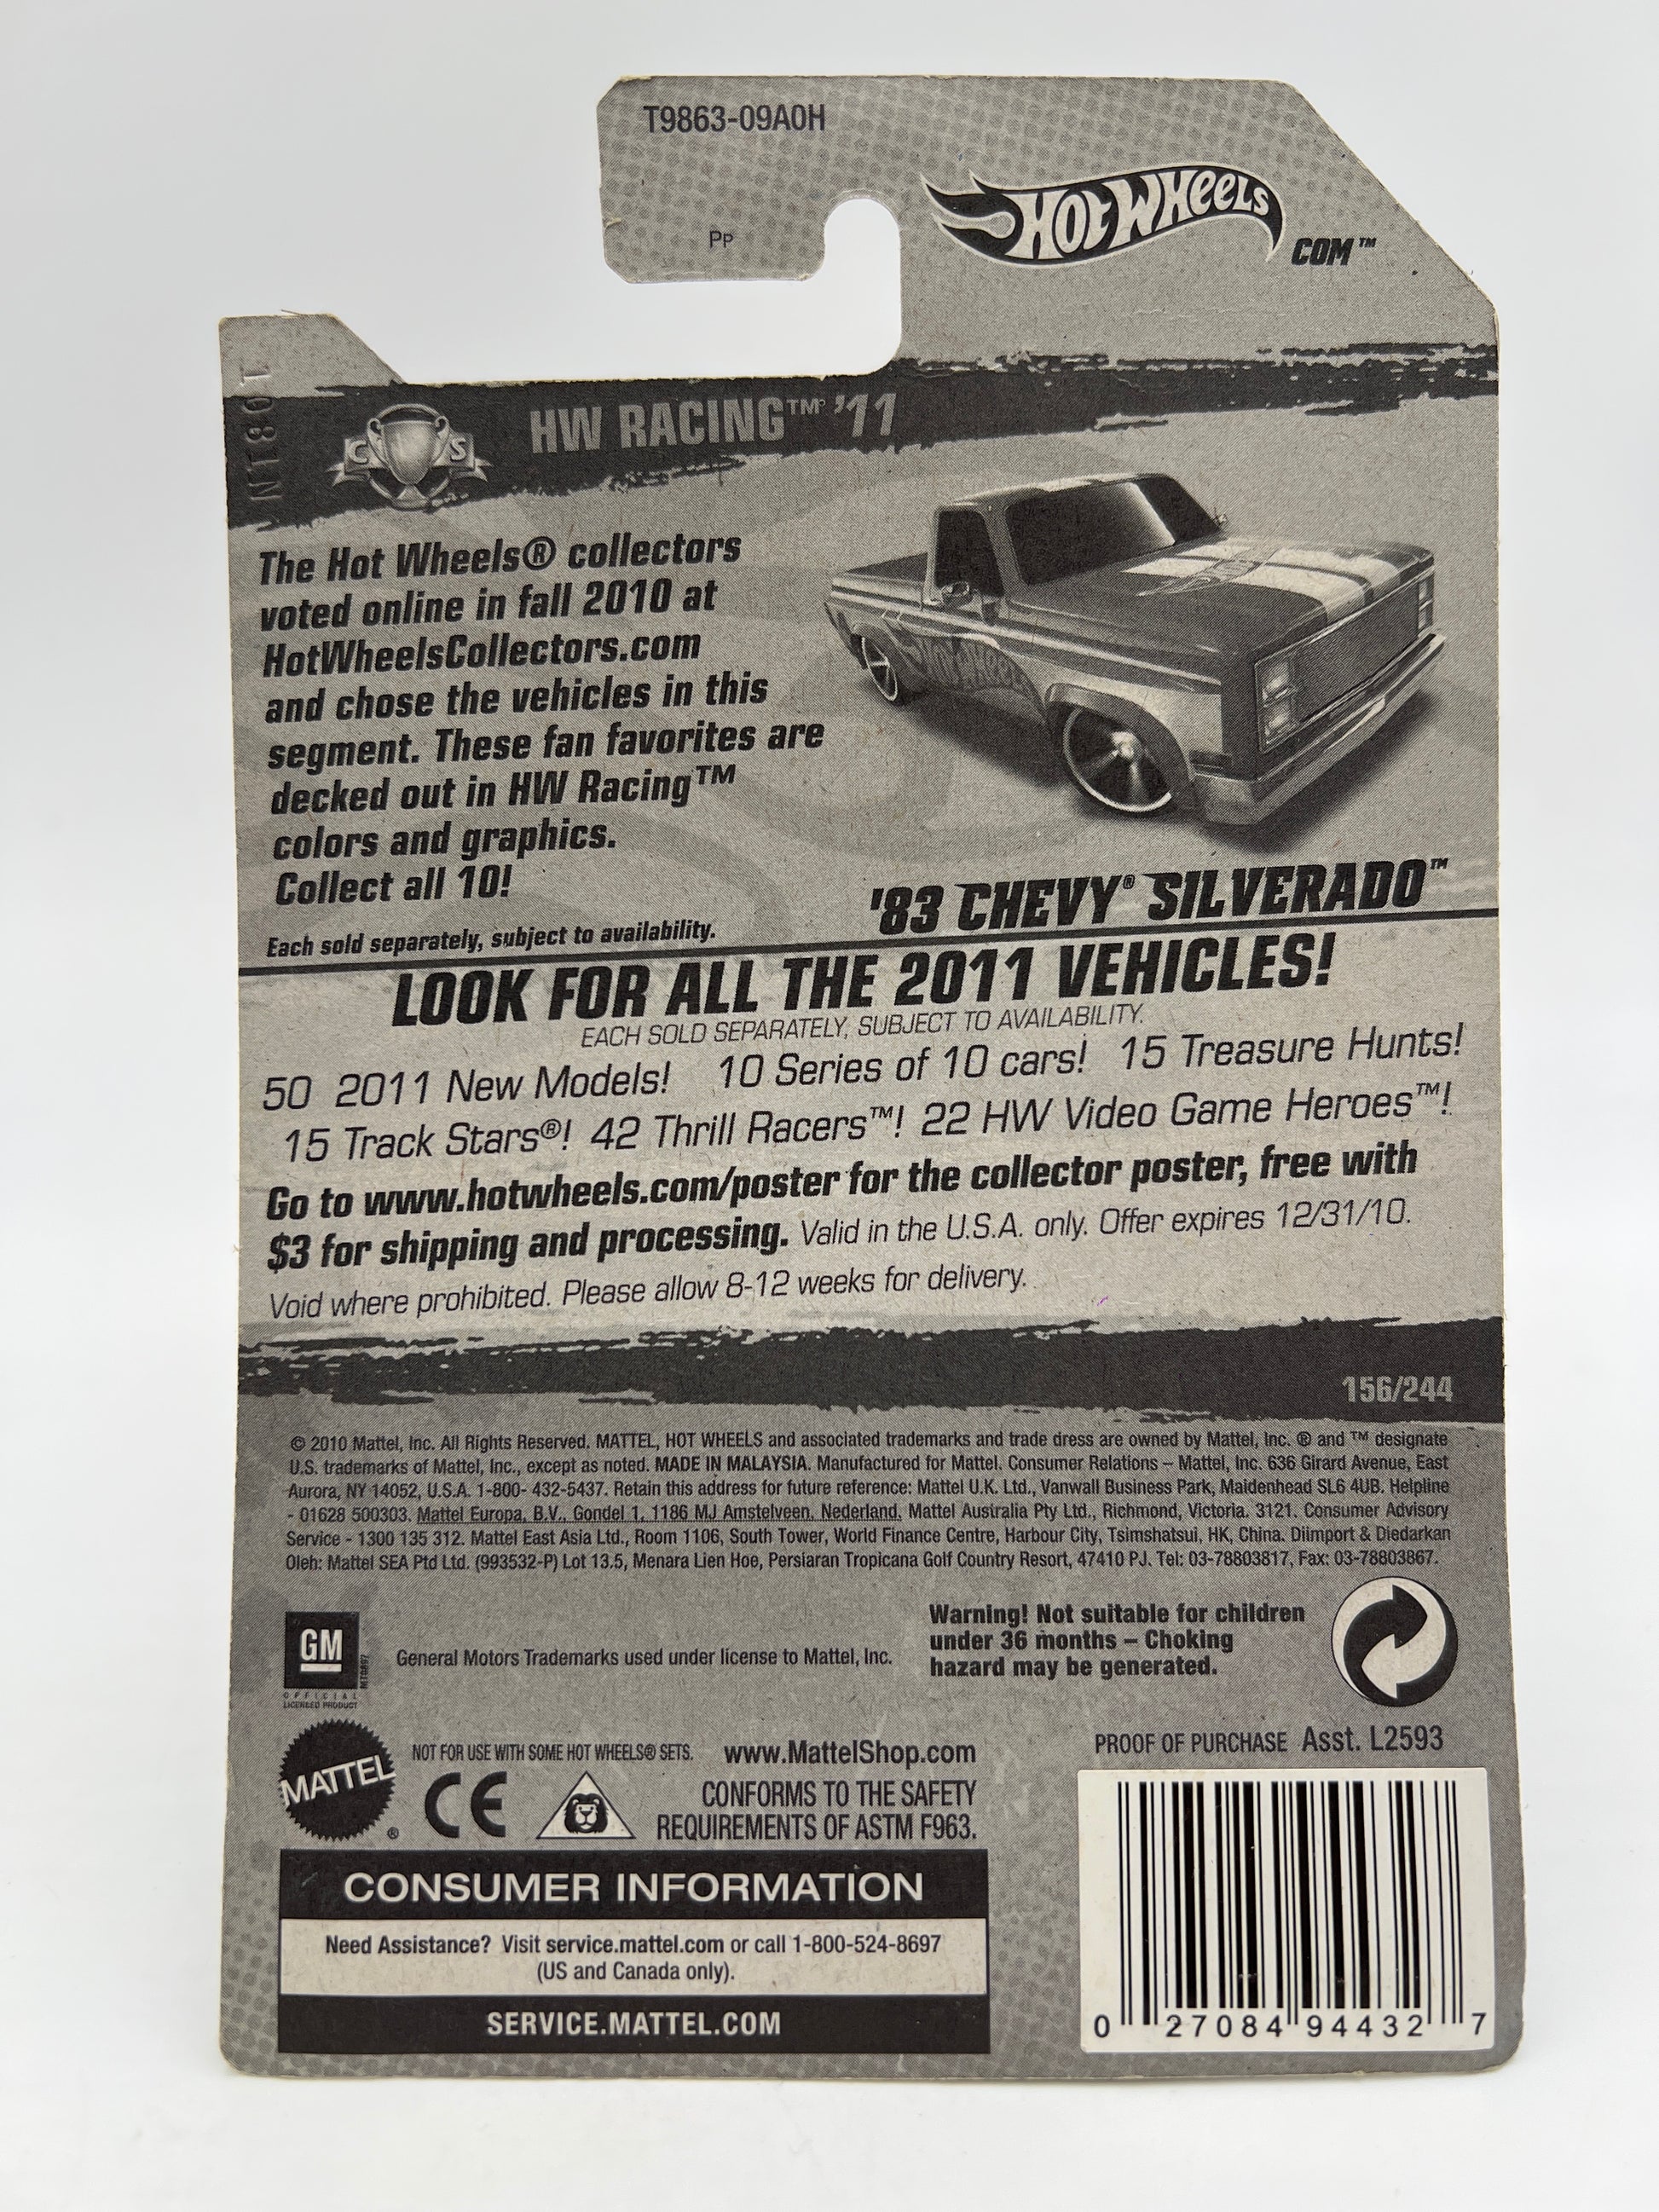 T9863-09A0H
Pp
HOT WHEELS
.COM™
HW RACING™ '11
C S
The Hot Wheels® collectors
voted online in fall 2010 at
HotWheelsCollectors.com
and chose the vehicles in this
segment. These fan favorites are
decked out in HW Racing™
colors and graphics.
Collect all 10!
Each sold separately, subject to availability.
HOT WHEELS
'83 CHEVY® SILVERADO™
LOOK FOR ALL THE 2011 VEHICLES!
EACH SOLD SEPARATELY, SUBJECT TO AVAILABILITY.
50 2011 New Models! 10 Series of 10 cars! 15 Treasure Hunts!
15 Track Stars®! 42 Thrill Racers™! 22 HW Video Game Heroes™!
Go to www.hotwheels.com/poster for the collector poster, free with
$3 for shipping and processing. Valid in the U.S.A. only. Offer expires 12/31/10.
Void where prohibited. Please allow 8-12 weeks for delivery.
156/244
© 2010 Mattel, Inc. All Rights Reserved. MATTEL, HOT WHEELS and associated trademarks and trade dress are owned by Mattel, Inc. ® and ™ designate
U.S. trademarks of Mattel, Inc., except as noted. MADE IN MALAYSIA. Manufactured for Mattel. Consumer Relations – Mattel, Inc. 636 Girard Avenue, East
Aurora, NY 14052, U.S.A. 1-800- 432-5437. Retain this address for future reference: Mattel U.K. Ltd., Vanwall Business Park, Maidenhead SL6 4UB. Helpline
- 01628 500303. Mattel Europa, B.V., Gondel 1, 1186 MJ Amstelveen, Nederland. Mattel Australia Pty Ltd., Richmond, Victoria. 3121. Consumer Advisory
Service - 1300 135 312. Mattel East Asia Ltd., Room 1106, South Tower, World Finance Centre, Harbour City, Tsimshatsui, HK, China. Diimport & Diedarkan
Oleh: Mattel SEA Ptd Ltd. (993532-P) Lot 13.5, Menara Lien Hoe, Persiaran Tropicana Golf Country Resort, 47410 PJ. Tel: 03-78803817, Fax: 03-78803867.
GM
OFFICIAL
LICENSED PRODUCT
General Motors Trademarks used under license to Mattel, Inc.
Warning! Not suitable for children
under 36 months – Choking
hazard may be generated.
MATTEL®
NOT FOR USE WITH SOME HOT WHEELS® SETS. www.MattelShop.com
CE
CONFORMS TO THE SAFETY
REQUIREMENTS OF ASTM F963.
PROOF OF PURCHASE Asst. L2593
CONSUMER INFORMATION
Need Assistance? Visit service.mattel.com or call 1-800-524-8697
(US and Canada only).
SERVICE.MATTEL.COM
0 27084 94432 7